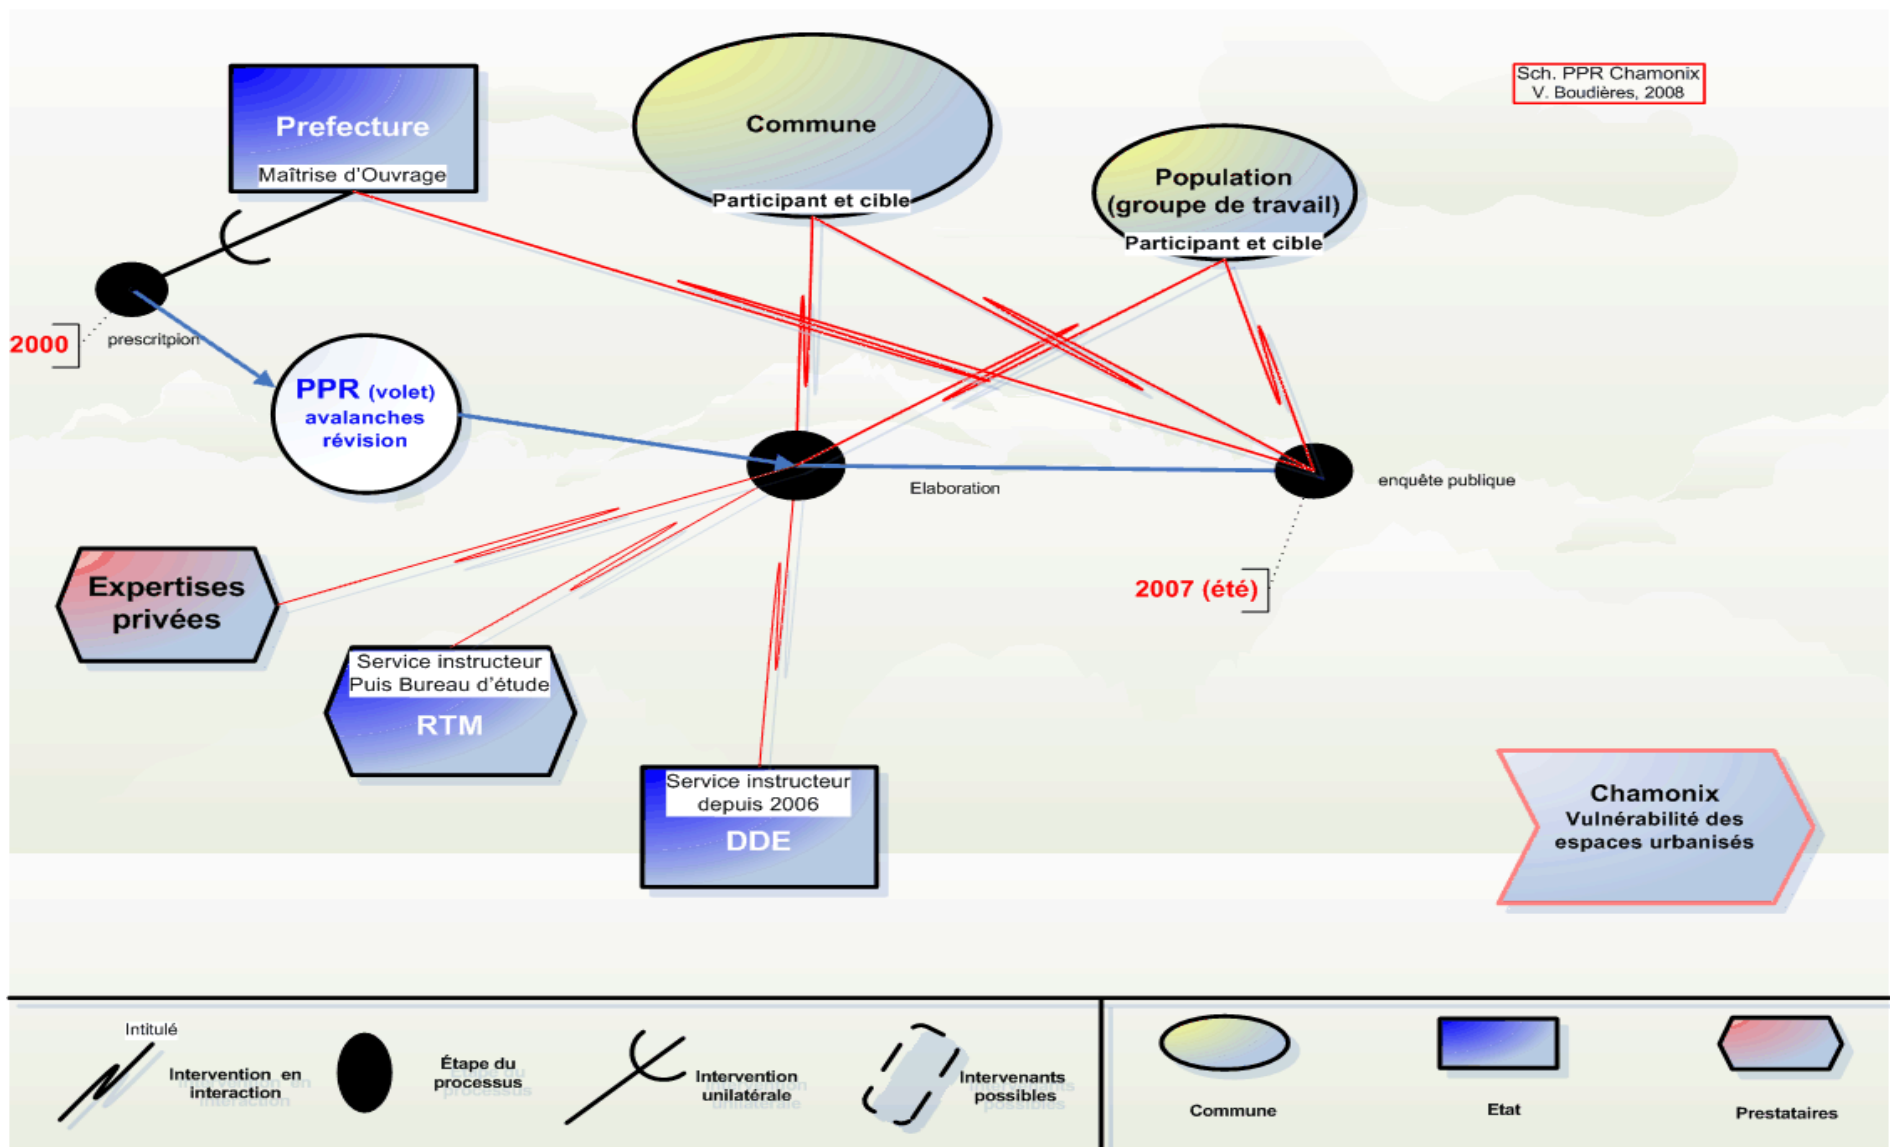 Sch. PPR Chamonix
V. Boudières, 2008
Prefecture
Maîtrise d'Ouvrage
Commune
Participant et cible
Population
(groupe de travail)
Participant et cible
2000
prescritpion
PPR (volet)
avalanches
révision
Elaboration
enquête publique
2007 (été)
Expertises
privées
Service instructeur
Puis Bureau d'étude
RTM
Service instructeur
depuis 2006
DDE
Chamonix
Vulnérabilité des
espaces urbanisés
Intitulé
Intervention en
interaction
Étape du
processus
Intervention
unilatérale
Intervenants
possibles
Commune
Etat
Prestataires